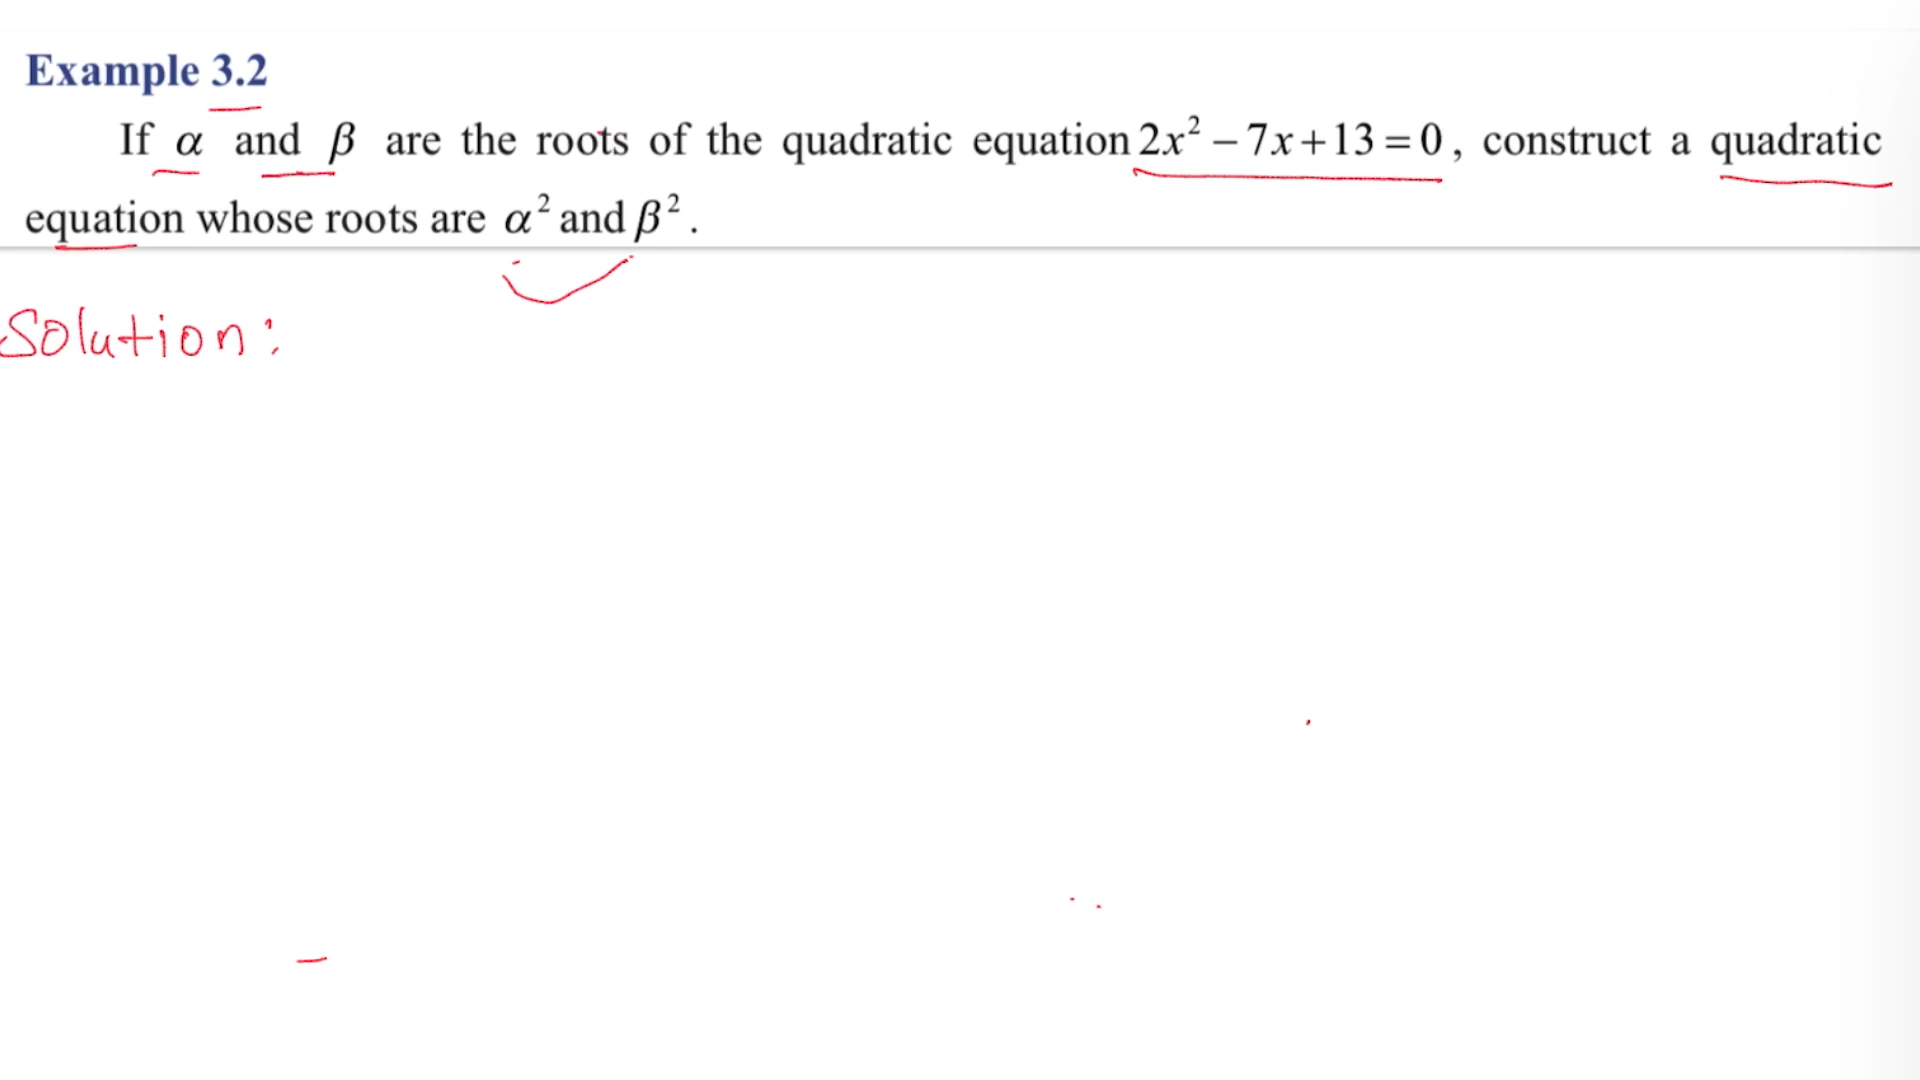 Example 3.2
If α and β are the roots of the quadratic equation 2x² – 7x + 13 = 0, construct a quadratic
equation whose roots are α² and β².
Solution: